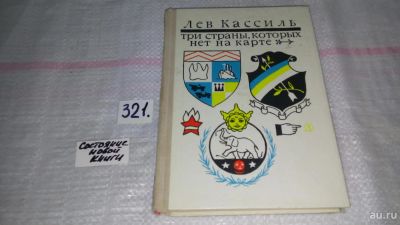 Лев Кассиль
три страны, которых
нет на карте
321.
Состояние
новой
книги
au.ru